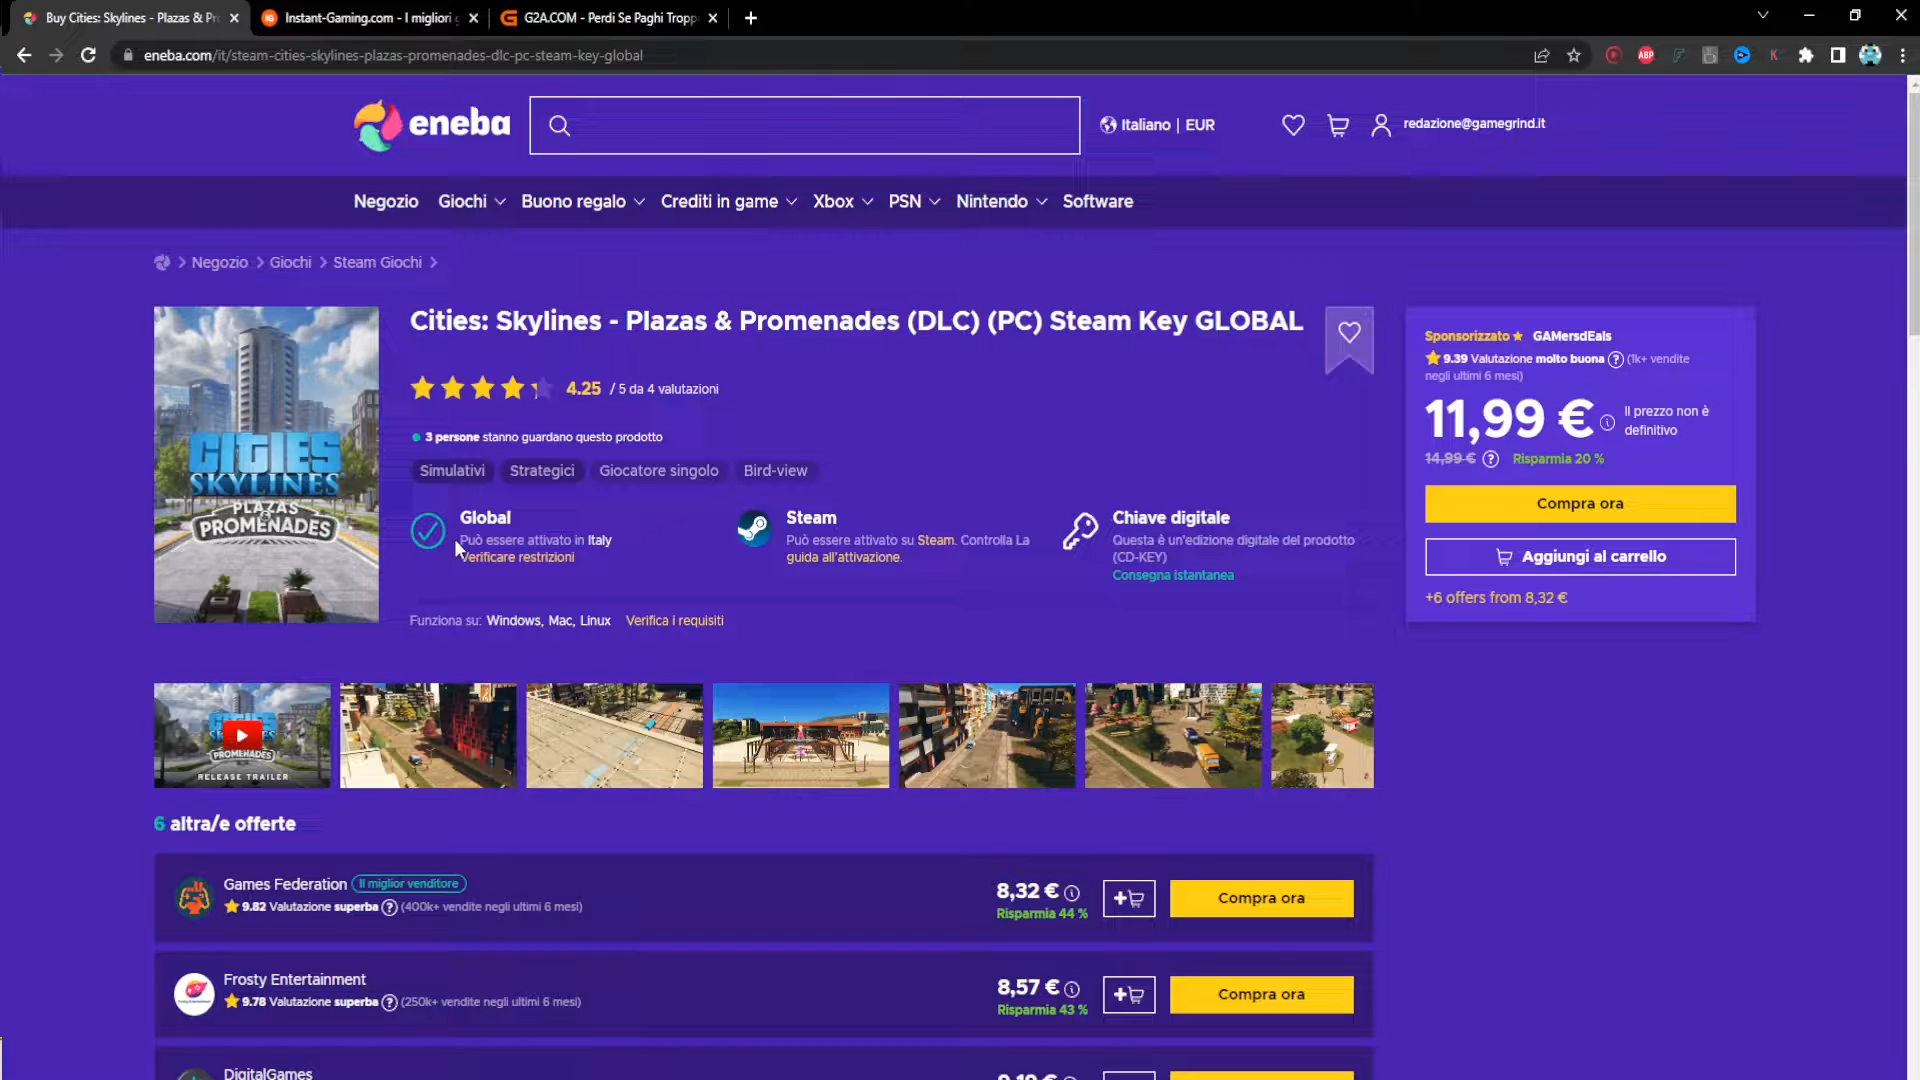 Buy Cities: Skylines - Plazas & Pr
Instant-Gaming.com - I migliori g
G2A.COM - Perdi Se Paghi Tropp
eneba.com/it/steam-cities-skylines-plazas-promenades-dlc-pc-steam-key-global
ABP
eneba
Italiano | EUR
redazione@gamegrind.it
Negozio Giochi Buono regalo Crediti in game Xbox PSN Nintendo Software
> Negozio > Giochi > Steam Giochi >
Cities: Skylines - Plazas & Promenades (DLC) (PC) Steam Key GLOBAL
4.25 / 5 da 4 valutazioni
3 persone stanno guardano questo prodotto
Simulativi Strategici Giocatore singolo Bird-view
Global
Può essere attivato in Italy
Verificare restrizioni
Steam
Può essere attivato su Steam. Controlla La
guida all'attivazione.
Chiave digitale
Questa è un'edizione digitale del prodotto
(CD-KEY)
Consegna istantanea
Funziona su: Windows, Mac, Linux Verifica i requisiti
CITIES
SKYLINES
PLAZAS
PROMENADES
Sponsorizzato GAMersdEals
9.39 Valutazione molto buona (1k+ vendite
negli ultimi 6 mesi)
11,99 €
Il prezzo non è
definitivo
14,99 € Risparmia 20 %
Compra ora
Aggiungi al carrello
+6 offers from 8,32 €
CITIES
PROMENADES
RELEASE TRAILER
6 altra/e offerte
Games Federation Il miglior venditore
9.82 Valutazione superba (400k+ vendite negli ultimi 6 mesi)
8,32 €
Risparmia 44 %
Compra ora
Frosty Entertainment
9.78 Valutazione superba (250k+ vendite negli ultimi 6 mesi)
8,57 €
Risparmia 43 %
Compra ora
DigitalGames